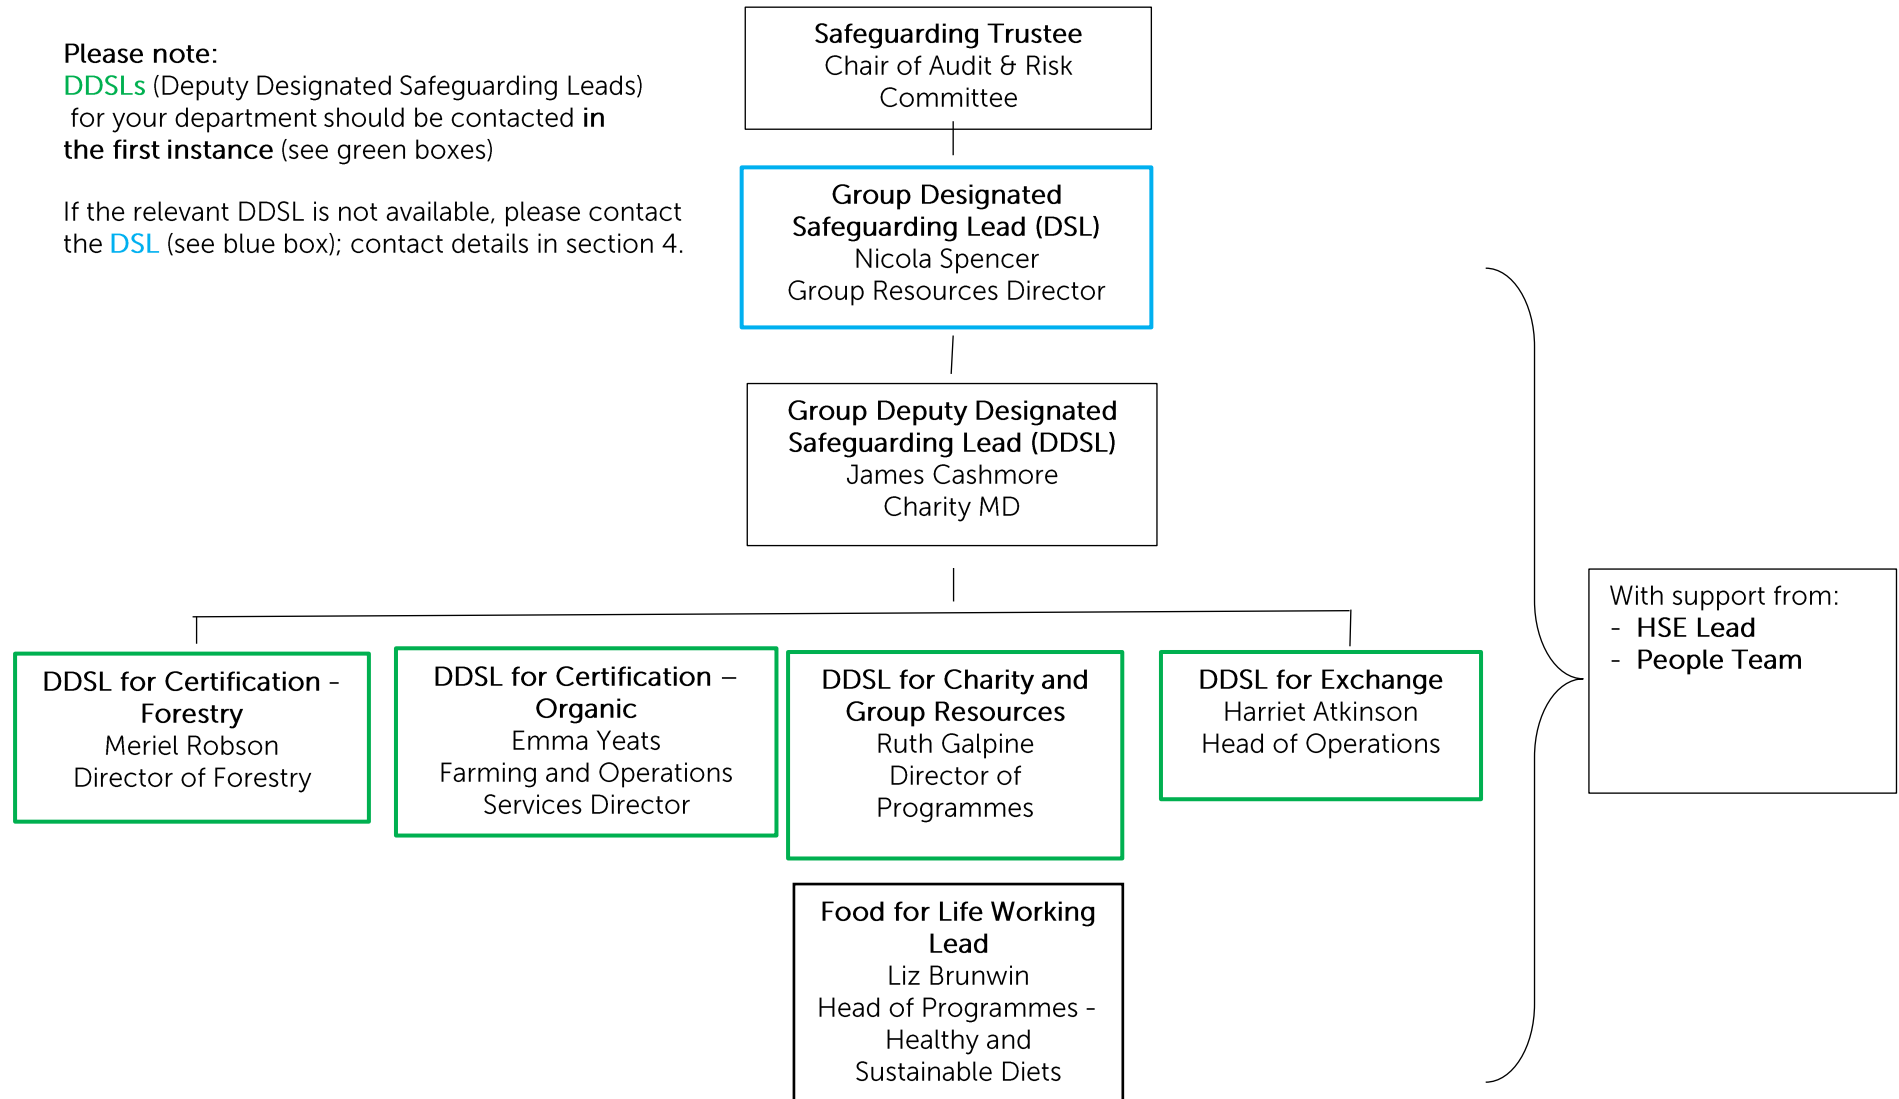 Please note:
DDSLs (Deputy Designated Safeguarding Leads)
for your department should be contacted in
the first instance (see green boxes)
If the relevant DDSL is not available, please contact
the DSL (see blue box); contact details in section 4.
Safeguarding Trustee
Chair of Audit & Risk
Committee
Group Designated
Safeguarding Lead (DSL)
Nicola Spencer
Group Resources Director
Group Deputy Designated
Safeguarding Lead (DDSL)
James Cashmore
Charity MD
DDSL for Certification -
Forestry
Meriel Robson
Director of Forestry
DDSL for Certification –
Organic
Emma Yeats
Farming and Operations
Services Director
DDSL for Charity and
Group Resources
Ruth Galpine
Director of
Programmes
DDSL for Exchange
Harriet Atkinson
Head of Operations
Food for Life Working
Lead
Liz Brunwin
Head of Programmes -
Healthy and
Sustainable Diets
With support from:
- HSE Lead
- People Team